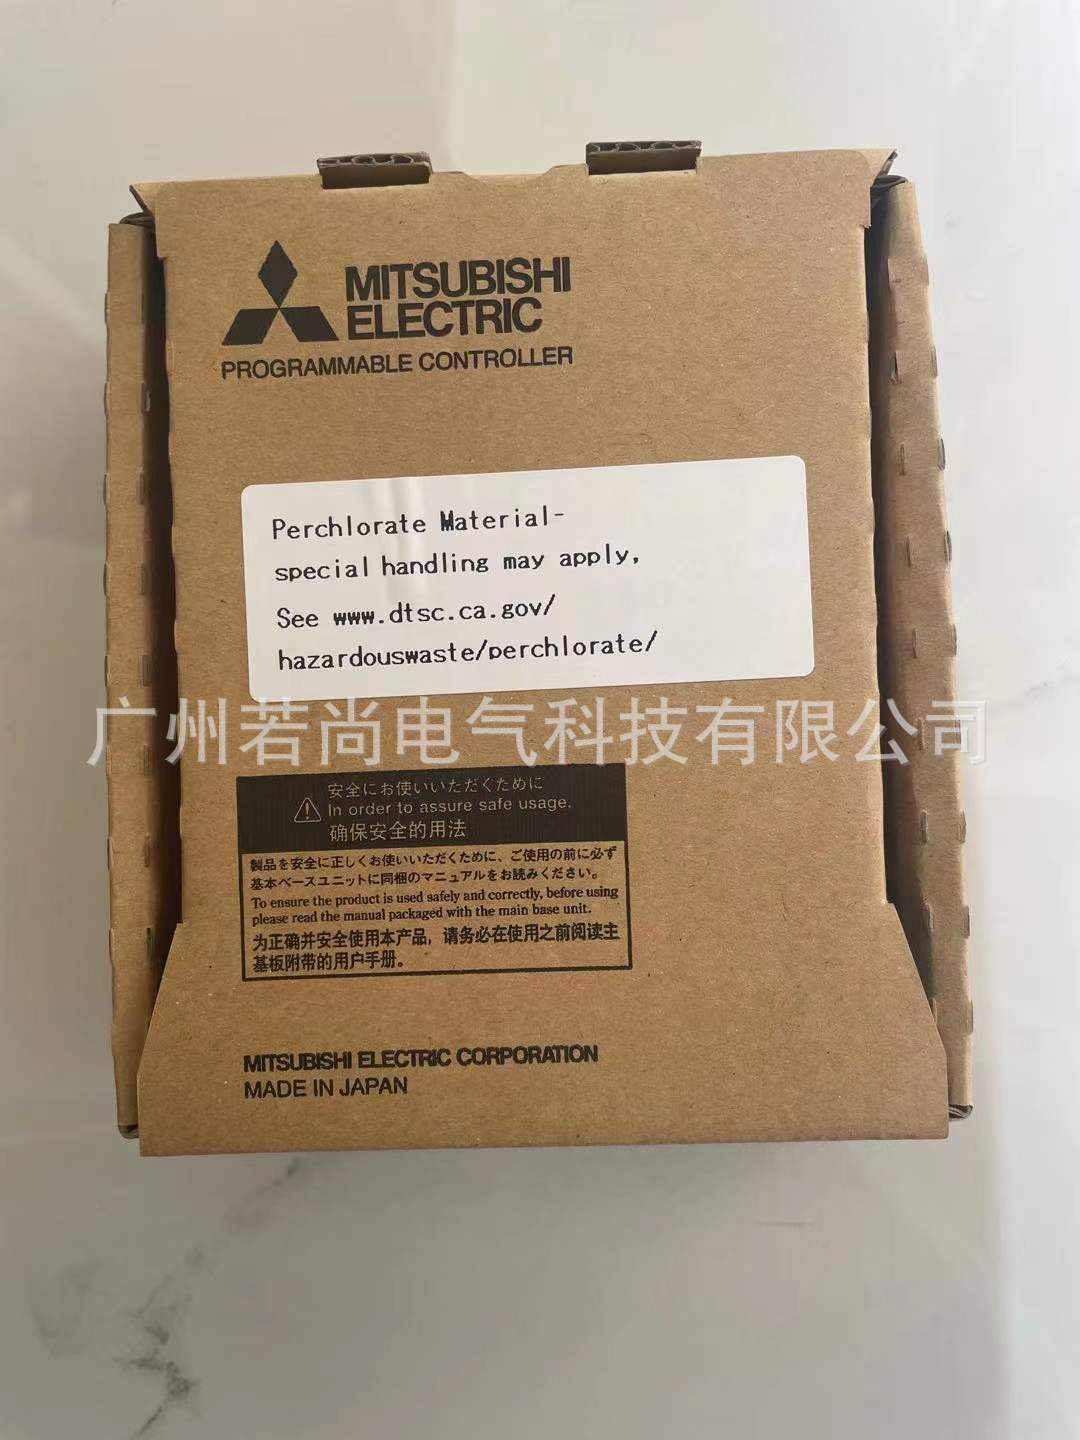 MITSUBISHI
ELECTRIC
PROGRAMMABLE CONTROLLER
Perchlorate Material-
special handling may apply,
See www.dtsc.ca.gov/
hazardouswaste/perchlorate/
广州若尚电气科技有限公司
安全にお使いいただくために
In order to assure safe usage.
确保安全的用法
製品を安全に正しくお使いいただくために、ご使用の前に必ず
基本ベースユニットに同梱のマニュアルをお読みください。
To ensure the product is used safely and correctly, before using
please read the manual packaged with the main base unit.
为正确并安全使用本产品，请务必在使用之前阅读主
基板附带的用户手册。
MITSUBISHI ELECTRIC CORPORATION
MADE IN JAPAN